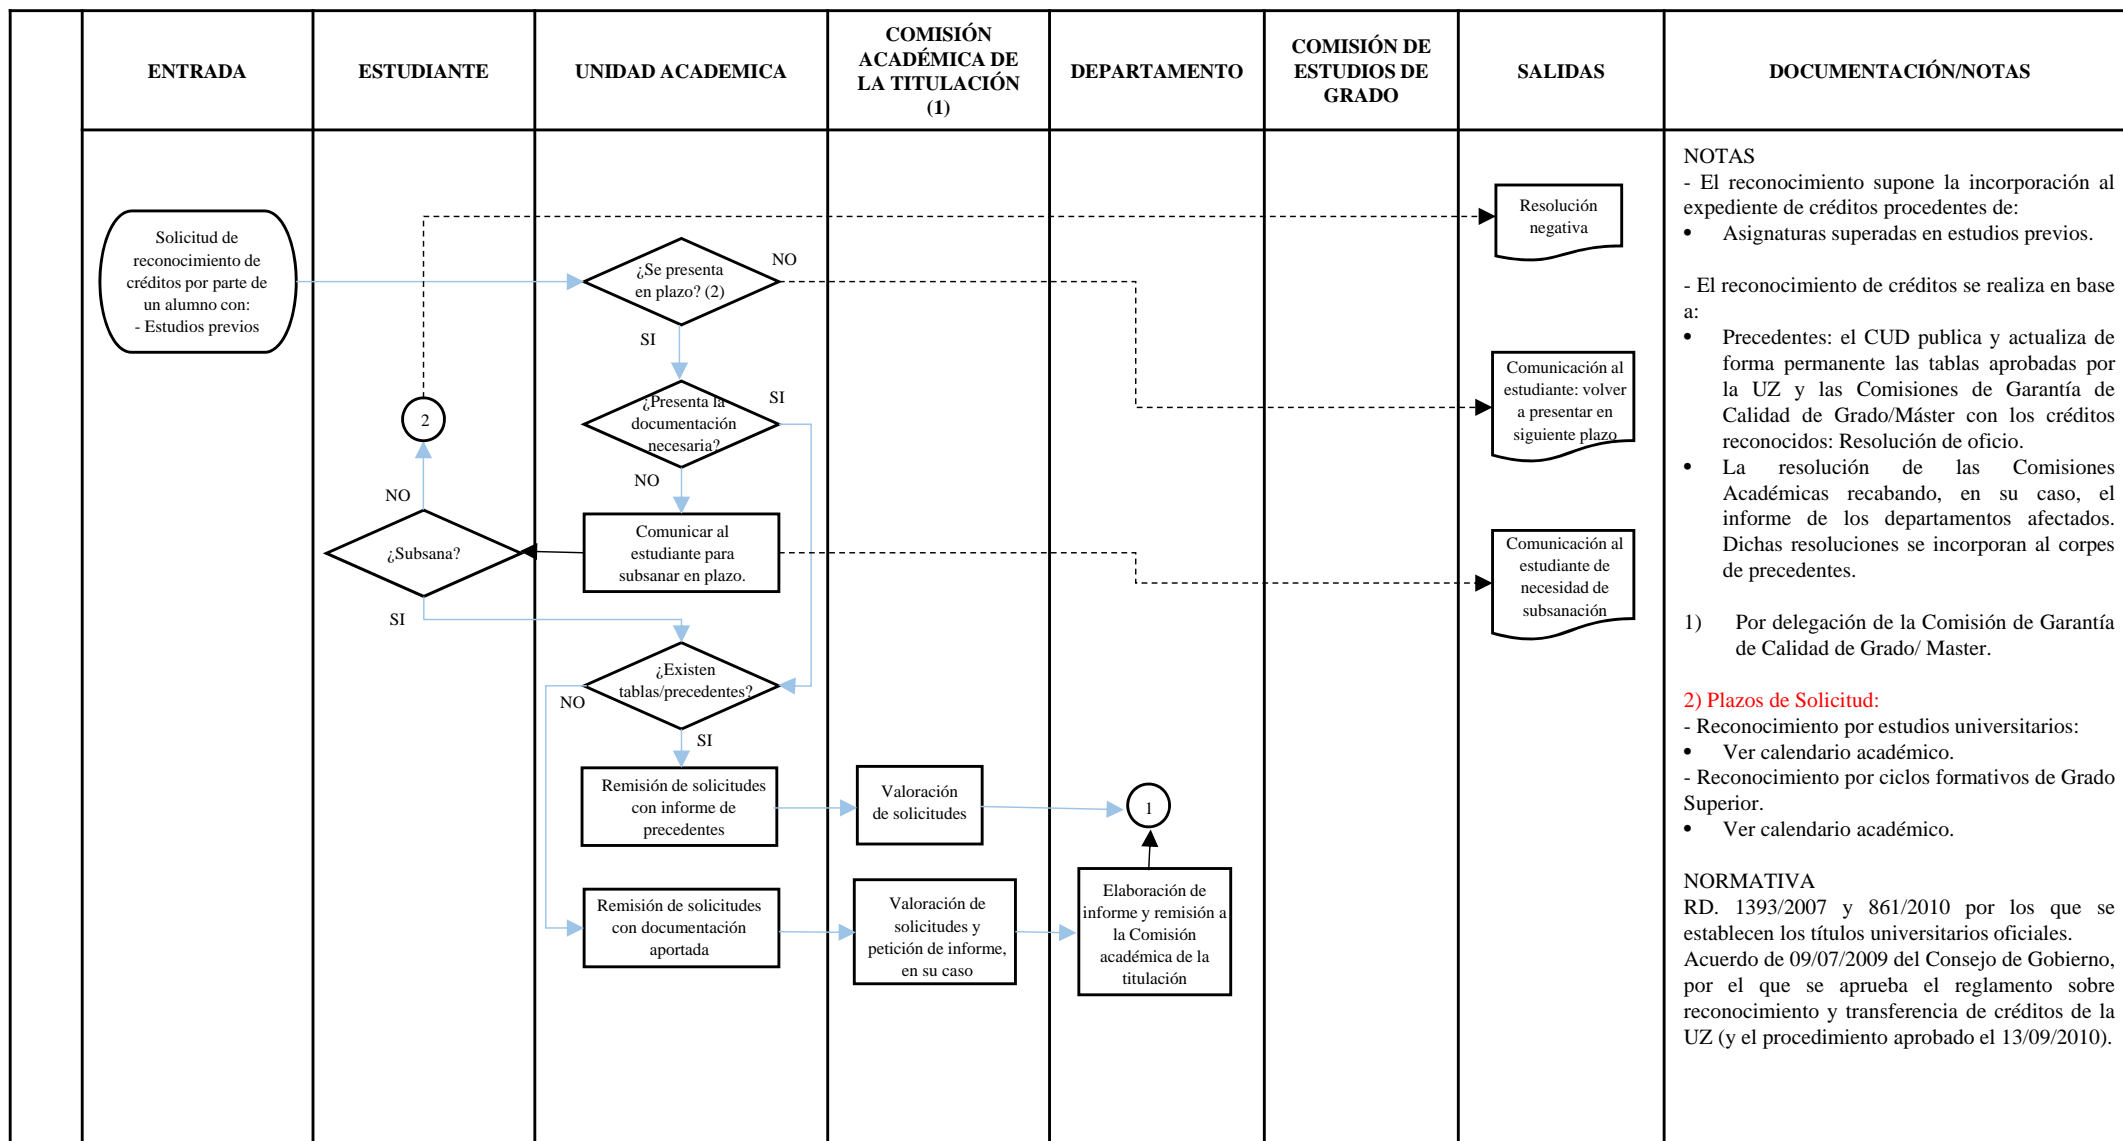 ENTRADA
ESTUDIANTE
UNIDAD ACADEMICA
COMISIÓN
ACADÉMICA DE
LA TITULACIÓN
(1)
DEPARTAMENTO
COMISIÓN DE
ESTUDIOS DE
GRADO
SALIDAS
DOCUMENTACIÓN/NOTAS
Solicitud de
reconocimiento de
créditos por parte de
un alumno con:
- Estudios previos
¿Se presenta
en plazo? (2)
NO
SI
¿Presenta la
documentación
necesaria?
SI
NO
2
NO
¿Subsana?
SI
Comunicar al
estudiante para
subsanar en plazo.
¿Existen
tablas/precedentes?
NO
SI
Remisión de solicitudes
con informe de
precedentes
Valoración
de solicitudes
1
Remisión de solicitudes
con documentación
aportada
Valoración de
solicitudes y
petición de informe,
en su caso
Elaboración de
informe y remisión a
la Comisión
académica de la
titulación
Resolución
negativa
Comunicación al
estudiante: volver
a presentar en
siguiente plazo
Comunicación al
estudiante de
necesidad de
subsanación
NOTAS
- El reconocimiento supone la incorporación al
expediente de créditos procedentes de:
• Asignaturas superadas en estudios previos.
- El reconocimiento de créditos se realiza en base
a:
• Precedentes: el CUD publica y actualiza de
forma permanente las tablas aprobadas por
la UZ y las Comisiones de Garantía de
Calidad de Grado/Máster con los créditos
reconocidos: Resolución de oficio.
• La resolución de las Comisiones
Académicas recabando, en su caso, el
informe de los departamentos afectados.
Dichas resoluciones se incorporan al corpes
de precedentes.
1) Por delegación de la Comisión de Garantía
de Calidad de Grado/ Master.
2) Plazos de Solicitud:
- Reconocimiento por estudios universitarios:
• Ver calendario académico.
- Reconocimiento por ciclos formativos de Grado
Superior.
• Ver calendario académico.
NORMATIVA
RD. 1393/2007 y 861/2010 por los que se
establecen los títulos universitarios oficiales.
Acuerdo de 09/07/2009 del Consejo de Gobierno,
por el que se aprueba el reglamento sobre
reconocimiento y transferencia de créditos de la
UZ (y el procedimiento aprobado el 13/09/2010).